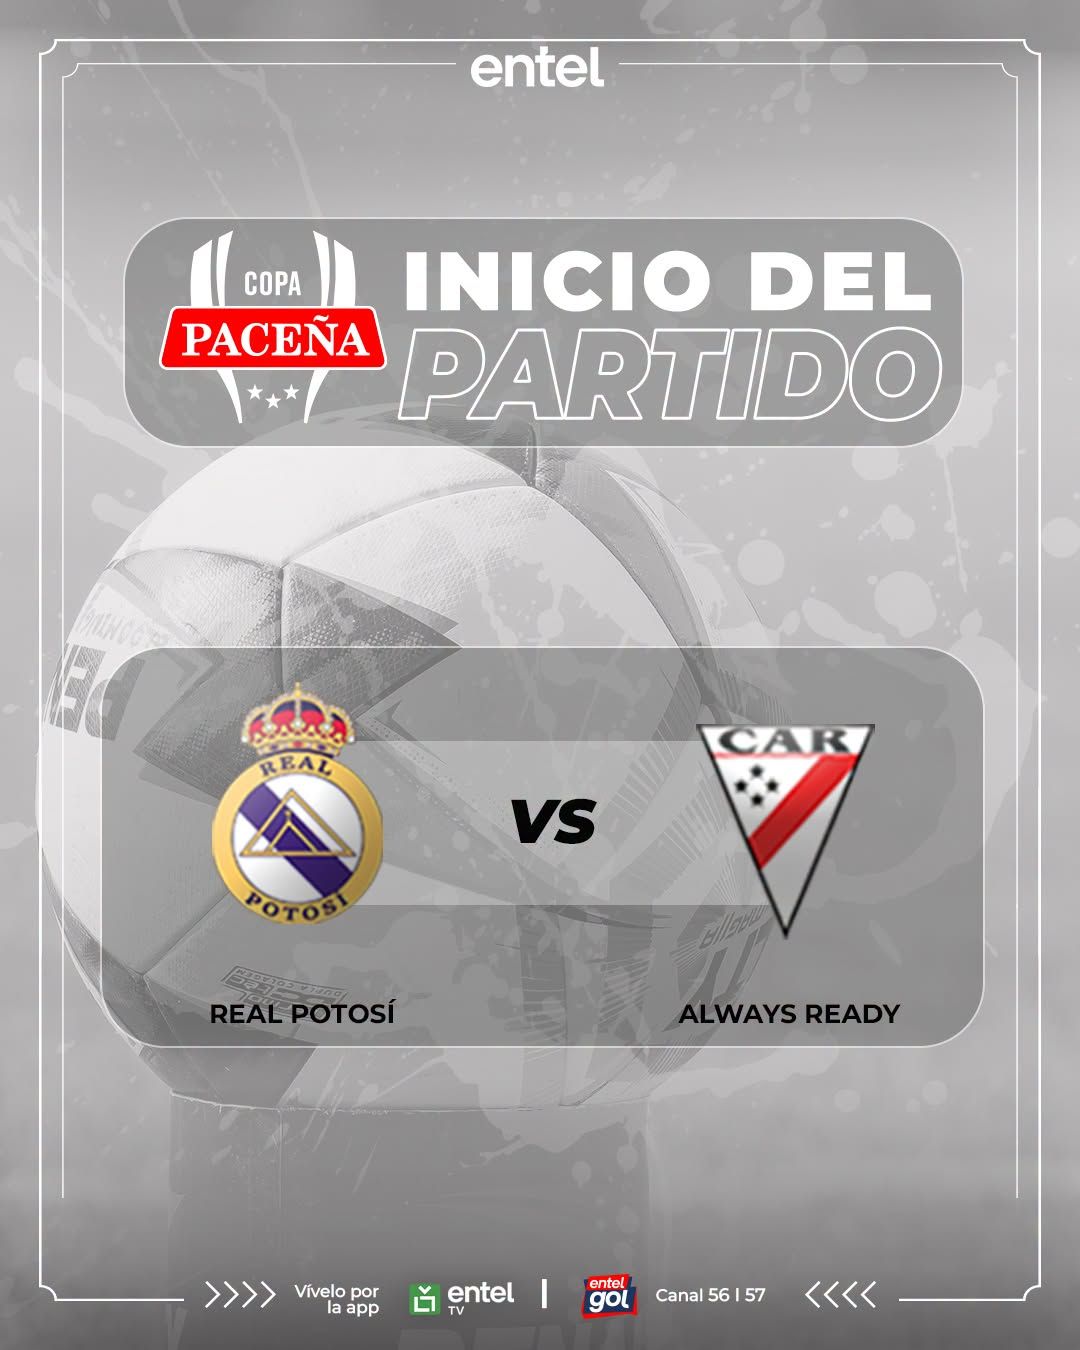 entel
COPA
PACEÑA
INICIO DEL
PARTIDO
REAL
POTOSI
VS
CAR
REAL POTOSÍ
ALWAYS READY
Vívelo por
la app
entel
TV
entel
gol
Canal 56 I 57